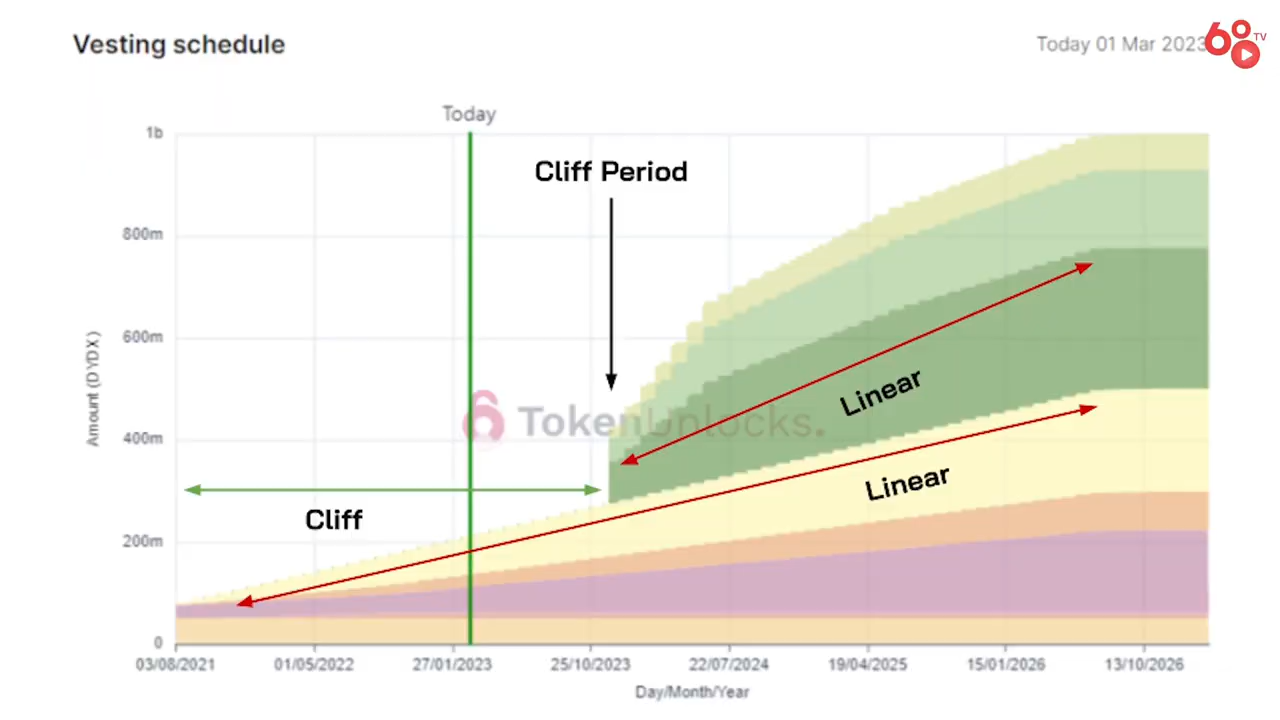 Vesting schedule
Today 01 Mar 2023
68 TV
Today
Cliff Period
1b
800m
600m
400m
200m
0
Amount (DYDX)
TokenUnlocks.
Linear
Linear
Cliff
03/08/2021 01/05/2022 27/01/2023 25/10/2023 22/07/2024 19/04/2025 15/01/2026 13/10/2026
Day/Month/Year